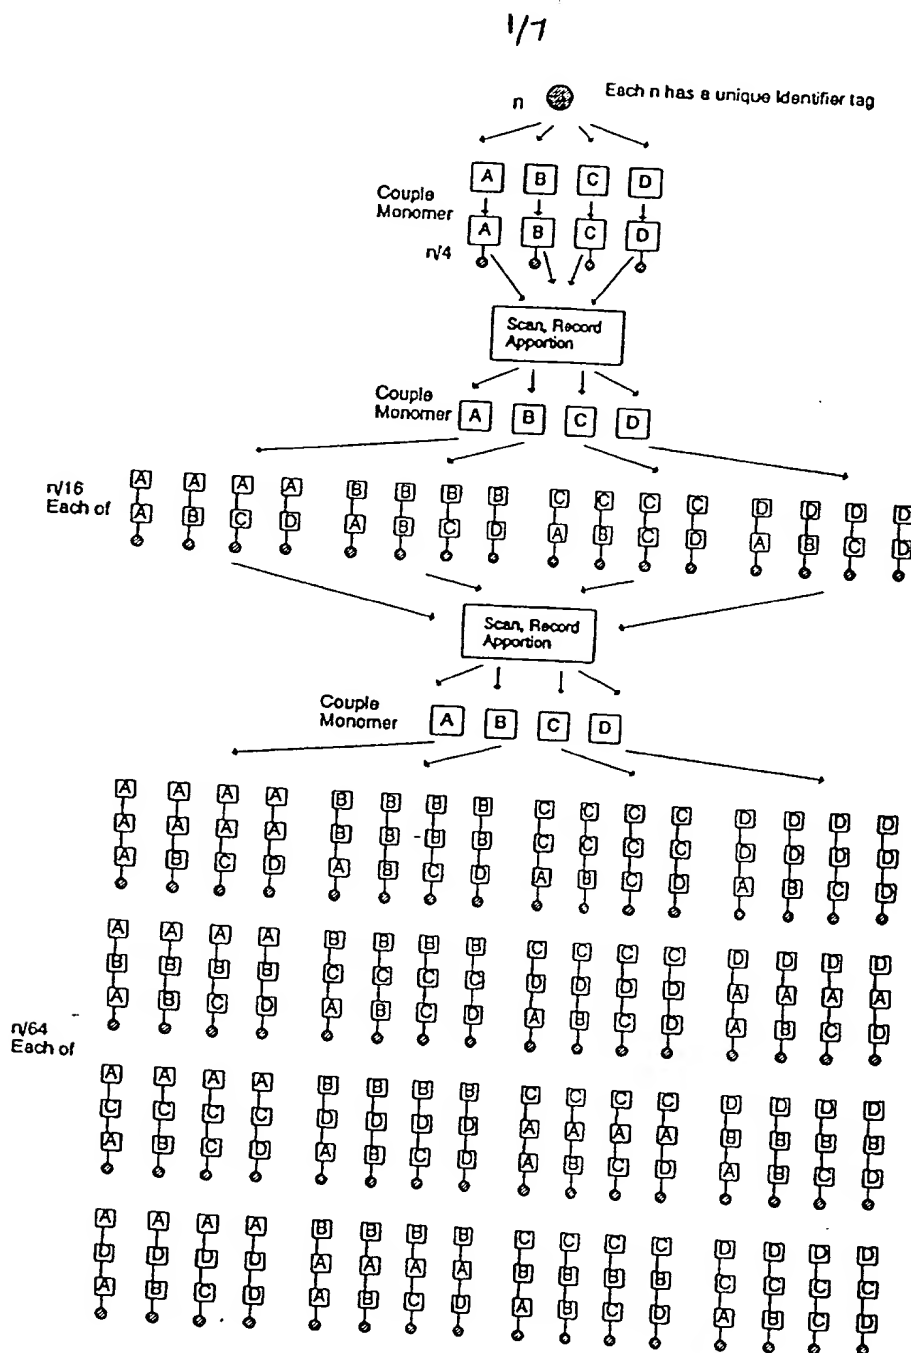 1/7
n Each n has a unique identifier tag
A B C D
Couple
Monomer
A B C D
n/4
Scan, Record
Apportion
Couple
Monomer
A B C D
n/16
Each of
A A A A B B B B C C C C D D D D
A B C D A B C D A B C D A B C D
Scan, Record
Apportion
Couple
Monomer
A B C D
A A A A B B B B C C C C D D D D
A A A A B B B B C C C C D D D D
A B C D A B C D A B C D A B C D
A A A A B B B B C C C C D D D D
B B B B C C C C D D D D A A A A
A B C D A B C D A B C D A B C D
n/64
Each of
A A A A B B B B C C C C D D D D
C C C C D D D D A A A A B B B B
A B C D A B C D A B C D A B C D
A A A A B B B B C C C C D D D D
D D D D A A A A B B B B C C C C
A B C D A B C D A B C D A B C D